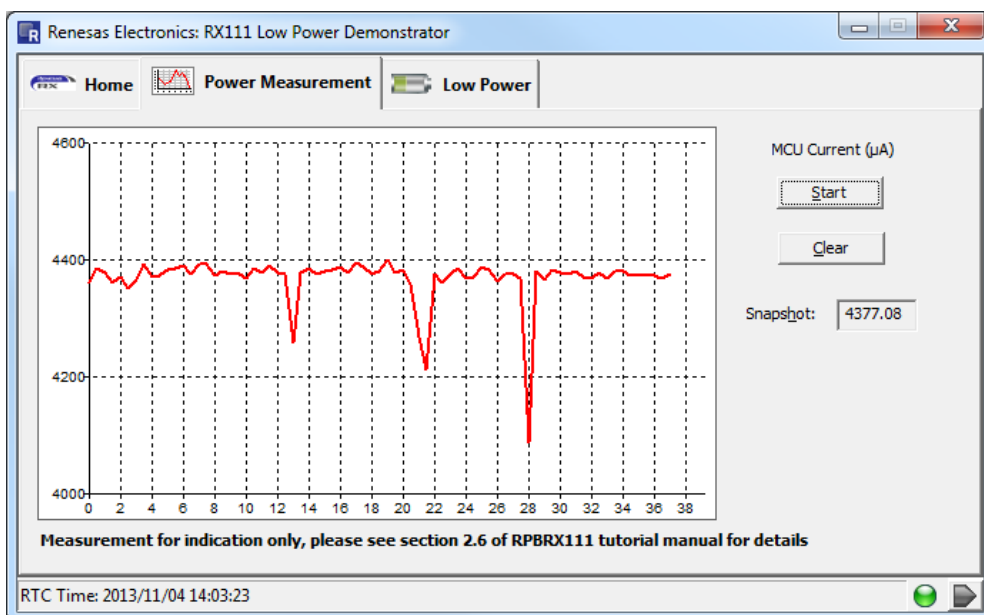 Renesas Electronics: RX111 Low Power Demonstrator
Home Power Measurement Low Power
4600
4400
4200
4000
0 2 4 6 8 10 12 14 16 18 20 22 24 26 28 30 32 34 36 38
MCU Current (µA)
Start
Clear
Snapshot: 4377.08
Measurement for indication only, please see section 2.6 of RPBRX111 tutorial manual for details
RTC Time: 2013/11/04 14:03:23